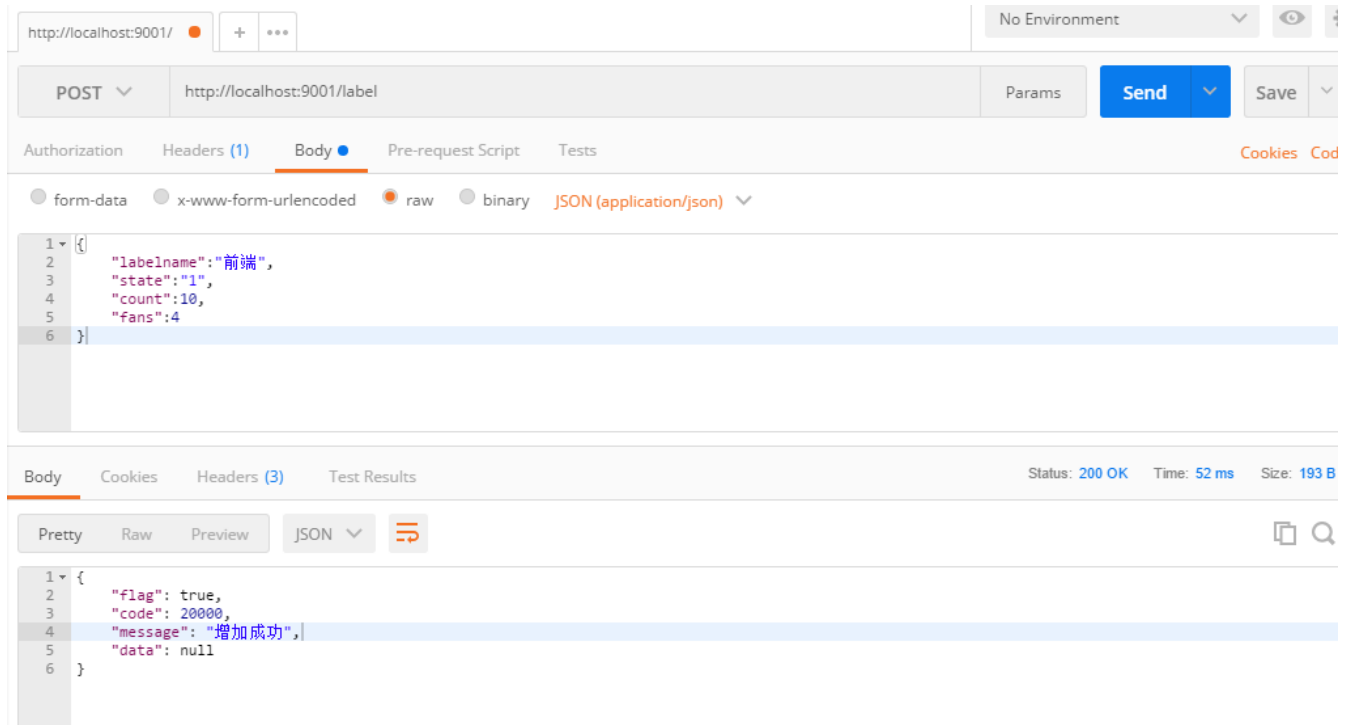 http://localhost:9001/ + ••• No Environment
POST http://localhost:9001/label Params Send Save
Authorization Headers (1) Body Pre-request Script Tests Cookies Cod
form-data x-www-form-urlencoded raw binary JSON (application/json)
1 {
2 "labelname":"前端",
3 "state":"1",
4 "count":10,
5 "fans":4
6 }
Body Cookies Headers (3) Test Results Status: 200 OK Time: 52 ms Size: 193 B
Pretty Raw Preview JSON
1 {
2 "flag": true,
3 "code": 20000,
4 "message": "增加成功",
5 "data": null
6 }